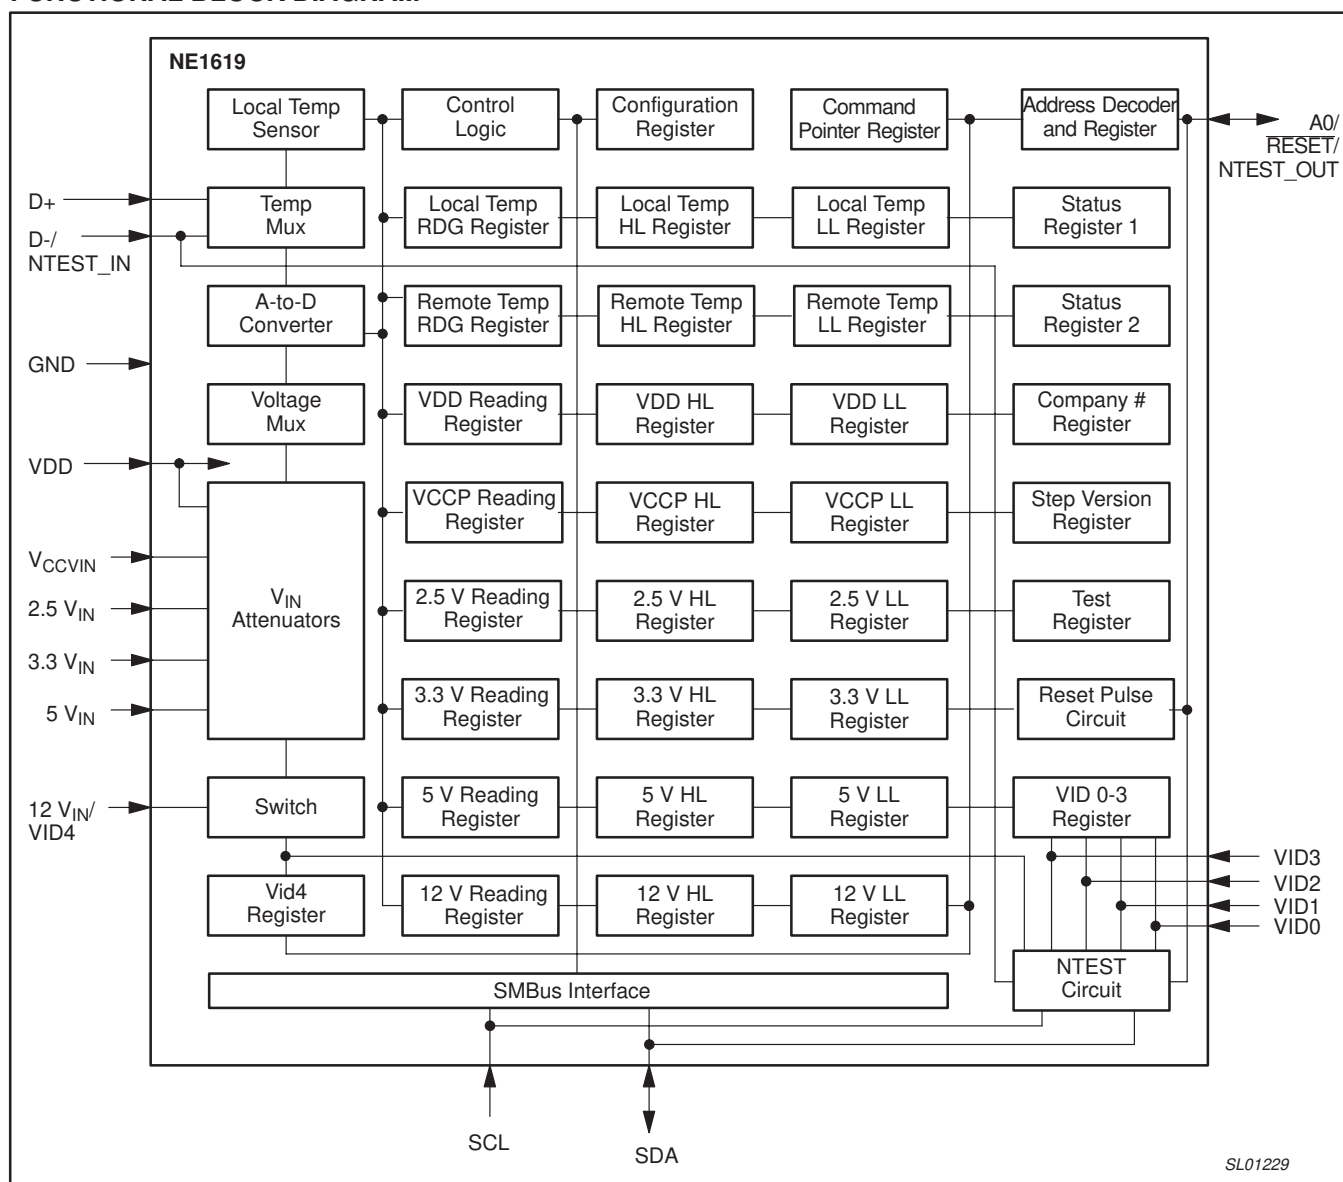 FUNCTIONAL BLOCK DIAGRAM
NE1619
Local Temp
Sensor
Control
Logic
Configuration
Register
Command
Pointer Register
Address Decoder
and Register
A0/
RESET/
NTEST_OUT
D+
D-/
NTEST_IN
Temp
Mux
Local Temp
RDG Register
Local Temp
HL Register
Local Temp
LL Register
Status
Register 1
A-to-D
Converter
Remote Temp
RDG Register
Remote Temp
HL Register
Remote Temp
LL Register
Status
Register 2
GND
Voltage
Mux
VDD Reading
Register
VDD HL
Register
VDD LL
Register
Company #
Register
VDD
VCCP Reading
Register
VCCP HL
Register
VCCP LL
Register
Step Version
Register
VCCVIN
2.5 VIN
3.3 VIN
5 VIN
VIN
Attenuators
2.5 V Reading
Register
2.5 V HL
Register
2.5 V LL
Register
Test
Register
3.3 V Reading
Register
3.3 V HL
Register
3.3 V LL
Register
Reset Pulse
Circuit
12 VIN/
VID4
Switch
5 V Reading
Register
5 V HL
Register
5 V LL
Register
VID 0-3
Register
VID3
VID2
VID1
VID0
Vid4
Register
12 V Reading
Register
12 V HL
Register
12 V LL
Register
NTEST
Circuit
SMBus Interface
SCL
SDA
SL01229